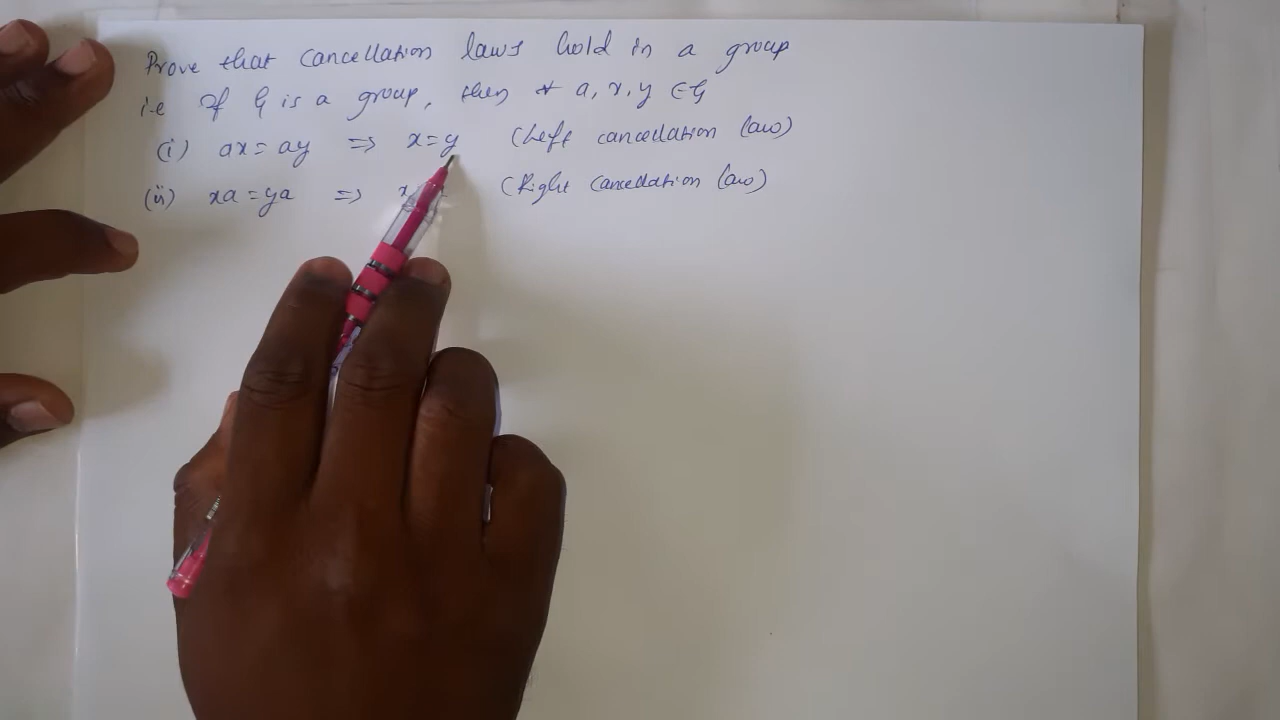 Prove that cancellation laws hold in a group
i.e If G is a group, then ∀ a, x, y ∈ G
(i) ax = ay ⇒ x = y (Left cancellation law)
(ii) xa = ya ⇒ x (Right cancellation law)